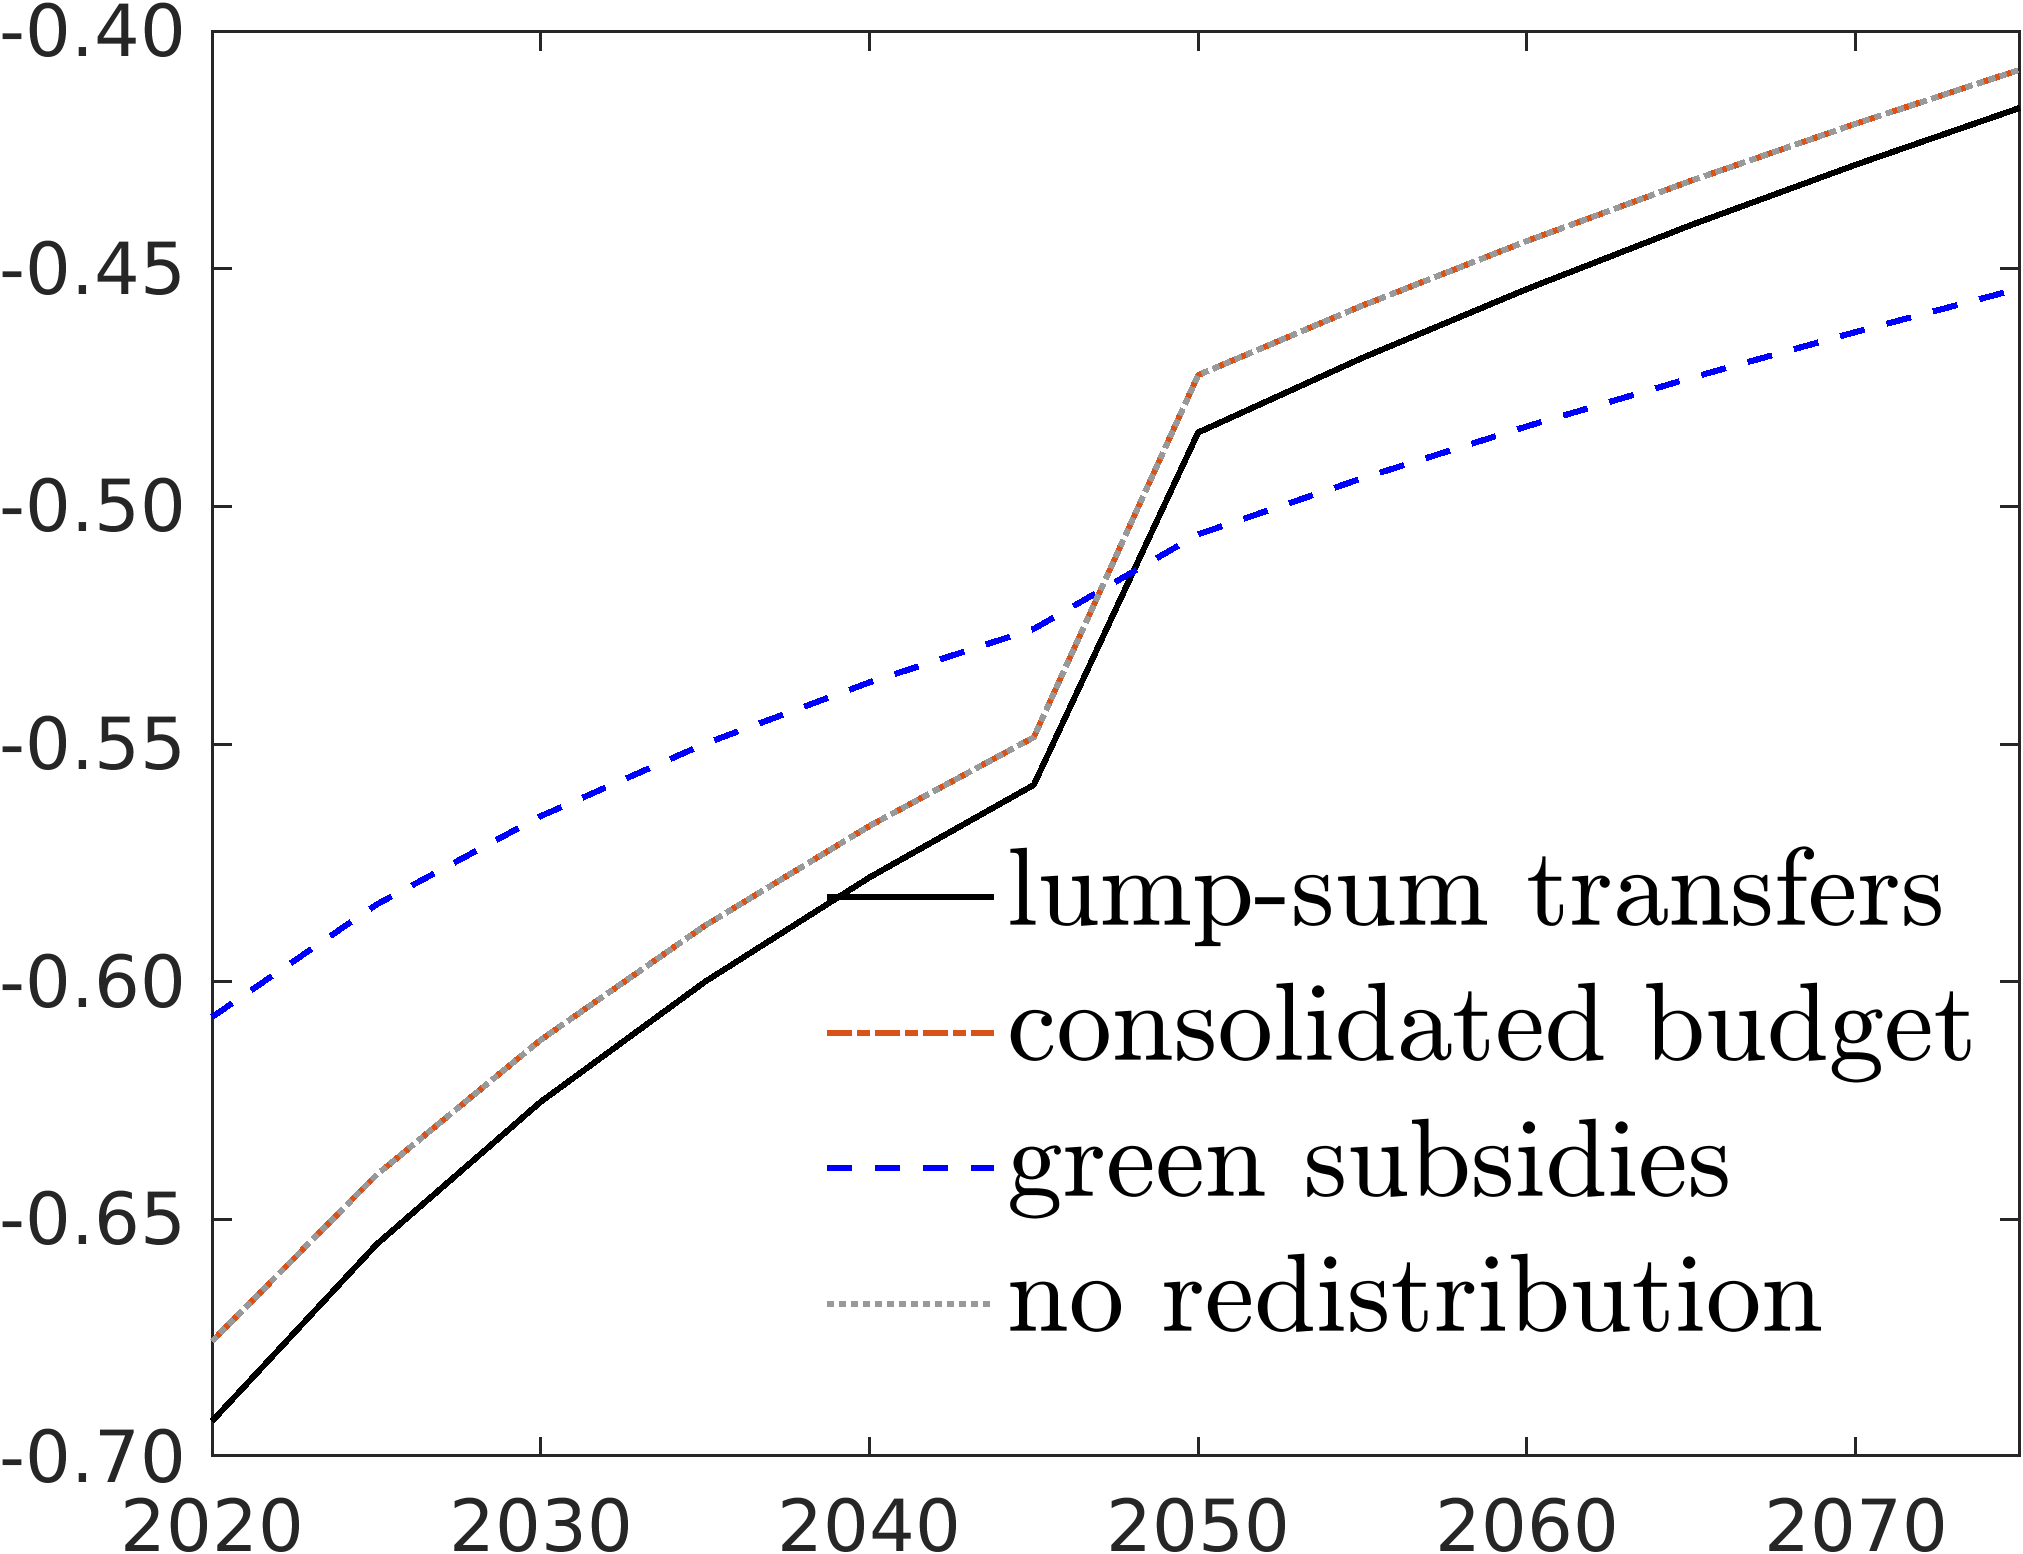 -0.40
-0.45
-0.50
-0.55
-0.60
-0.65
-0.70
lump-sum transfers
consolidated budget
green subsidies
no redistribution
2020 2030 2040 2050 2060 2070